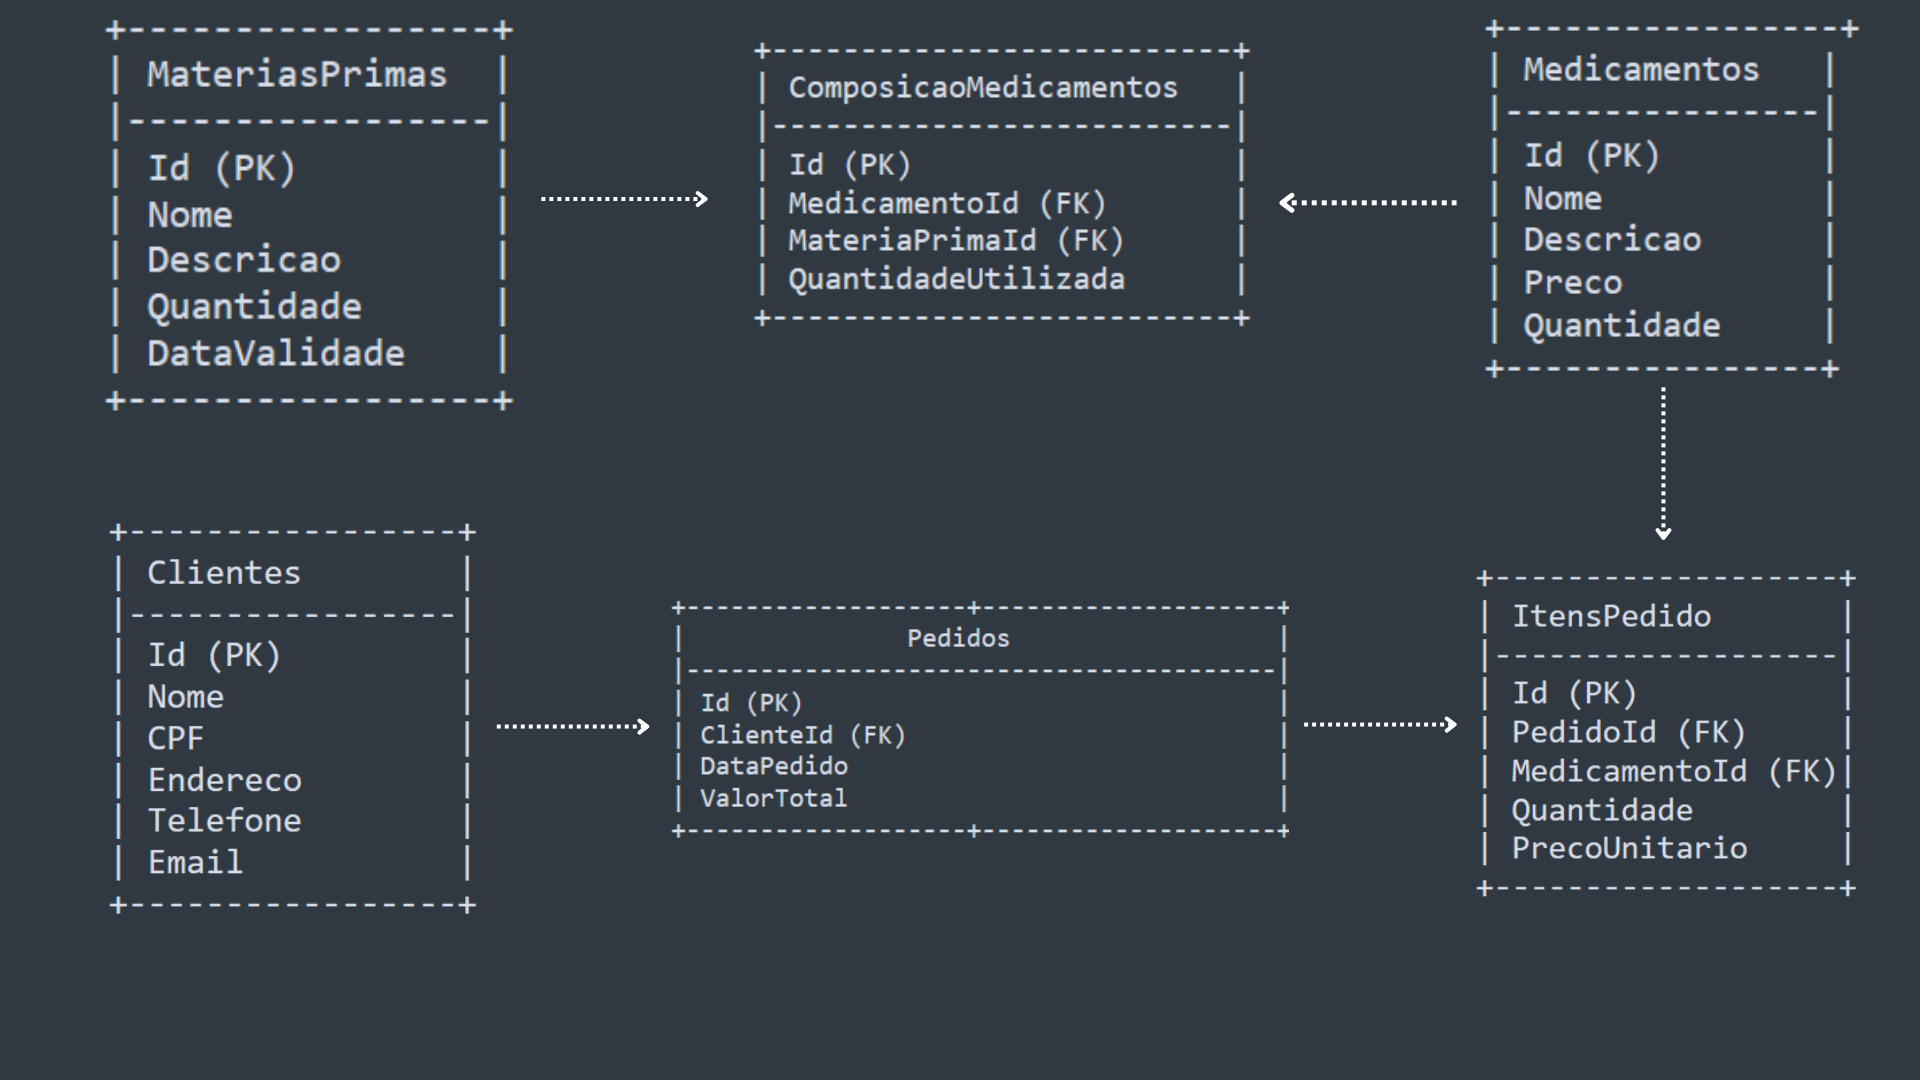 MateriasPrimas
Id (PK)
Nome
Descricao
Quantidade
DataValidade
ComposicaoMedicamentos
Id (PK)
MedicamentoId (FK)
MateriaPrimaId (FK)
QuantidadeUtilizada
Medicamentos
Id (PK)
Nome
Descricao
Preco
Quantidade
Clientes
Id (PK)
Nome
CPF
Endereco
Telefone
Email
Pedidos
Id (PK)
ClienteId (FK)
DataPedido
ValorTotal
ItensPedido
Id (PK)
PedidoId (FK)
MedicamentoId (FK)
Quantidade
PrecoUnitario